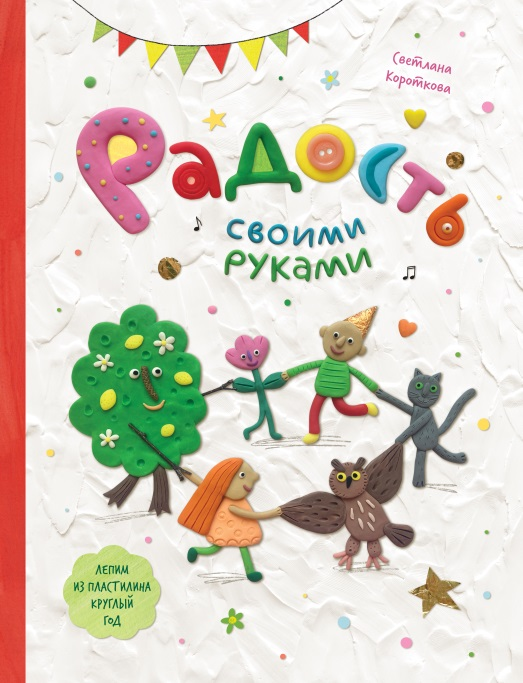 Светлана
Короткова
Радость
своими
руками
Лепим
из пластилина
круглый
год